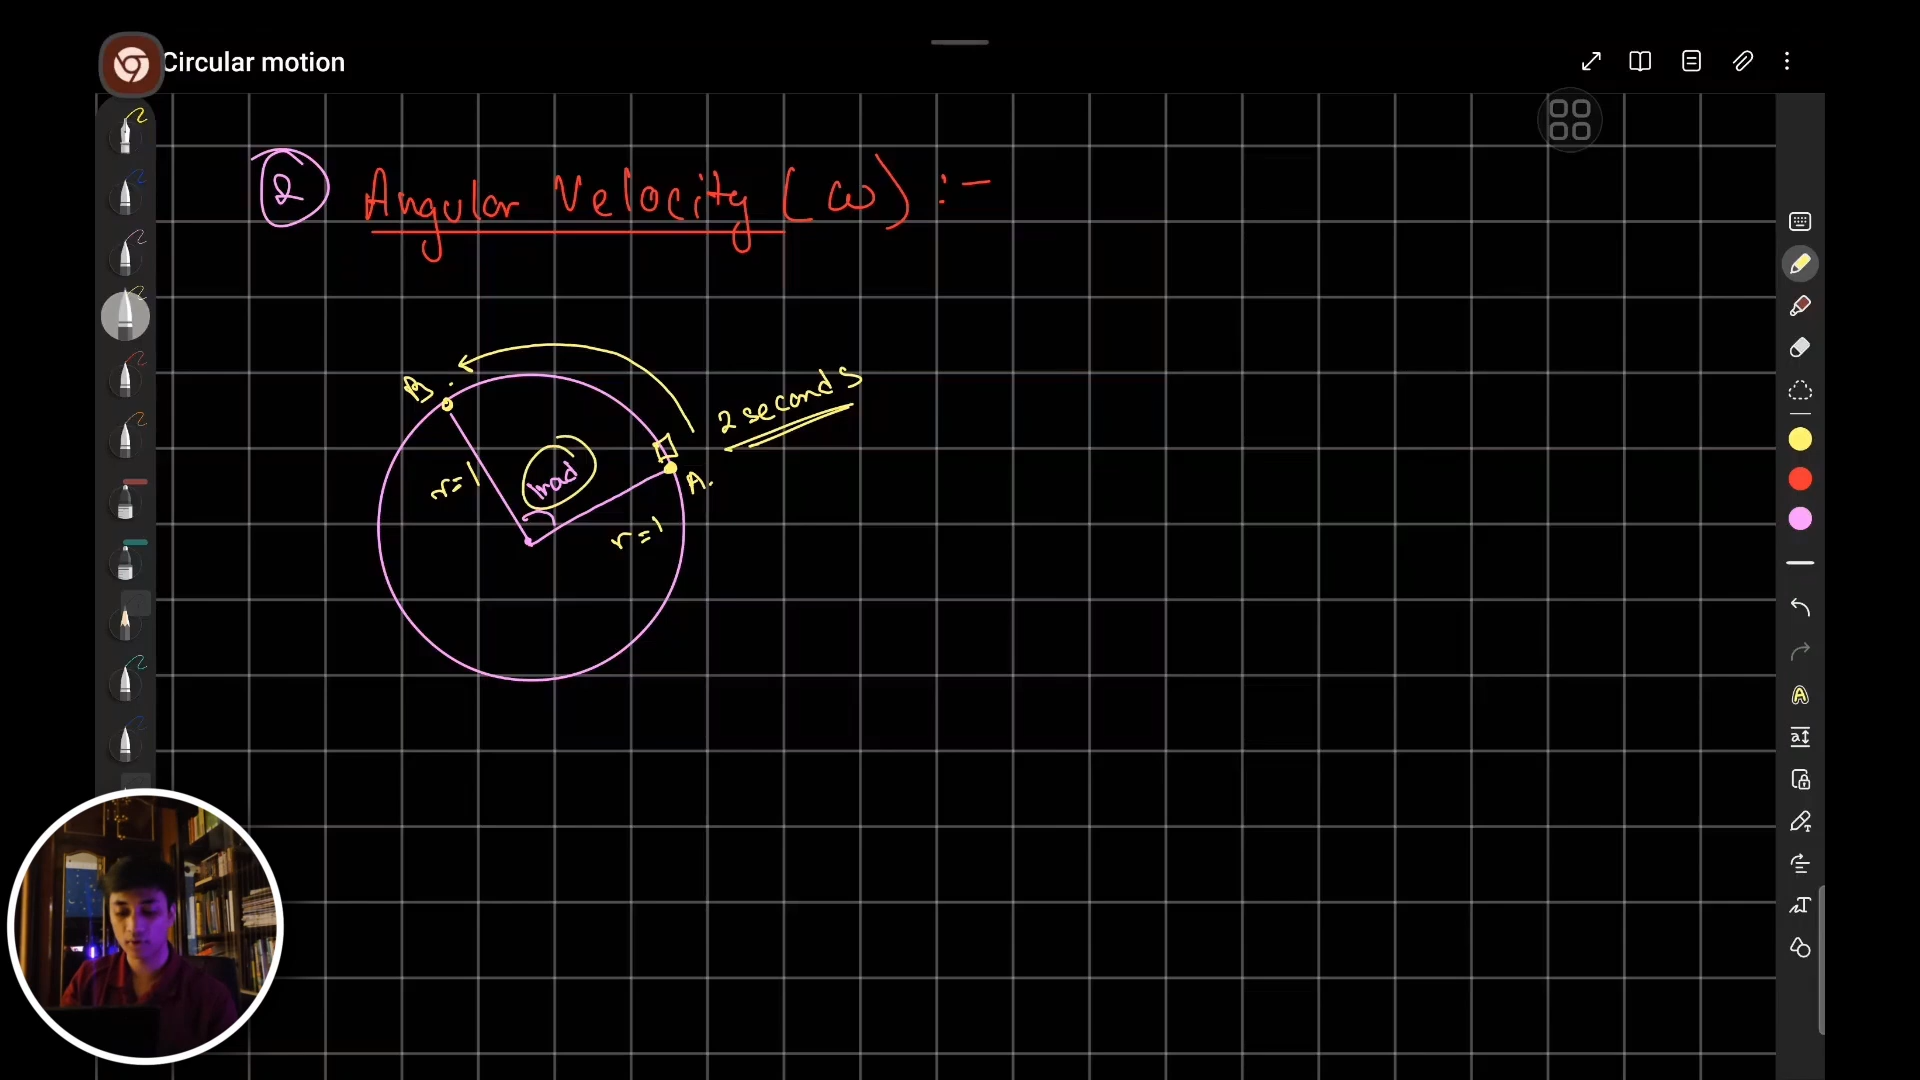 Circular motion
2 Angular Velocity (ω) :-
B.
2 seconds
r=1
1rad
A.
r=1